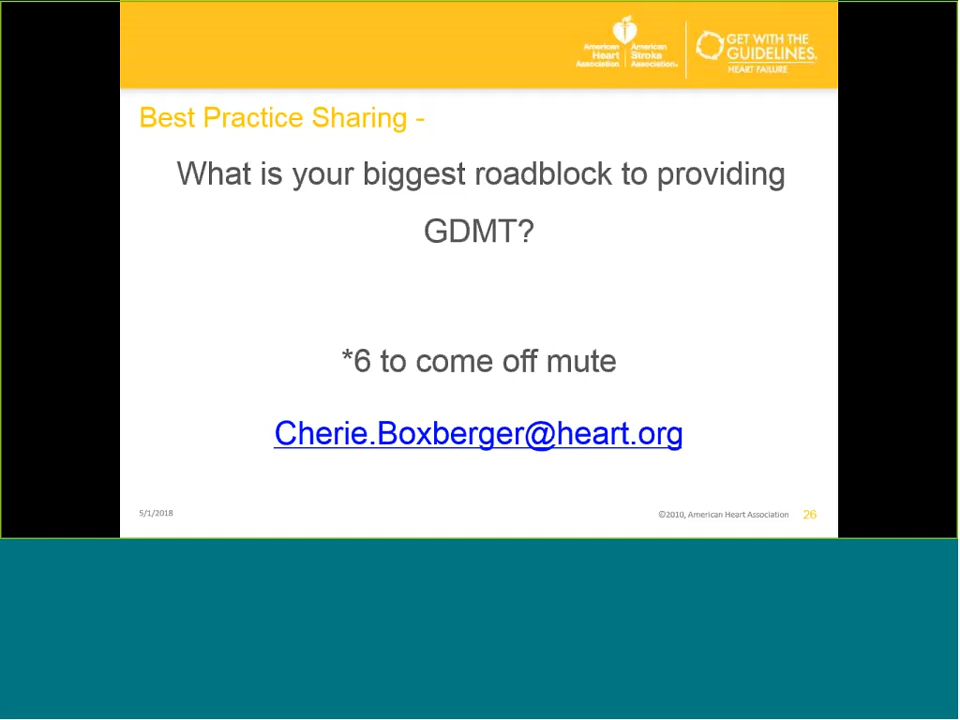 American Heart Association
American Stroke Association®
GET WITH THE
GUIDELINES.
HEART FAILURE
Best Practice Sharing -
What is your biggest roadblock to providing
GDMT?
*6 to come off mute
Cherie.Boxberger@heart.org
5/1/2018
©2010, American Heart Association
26